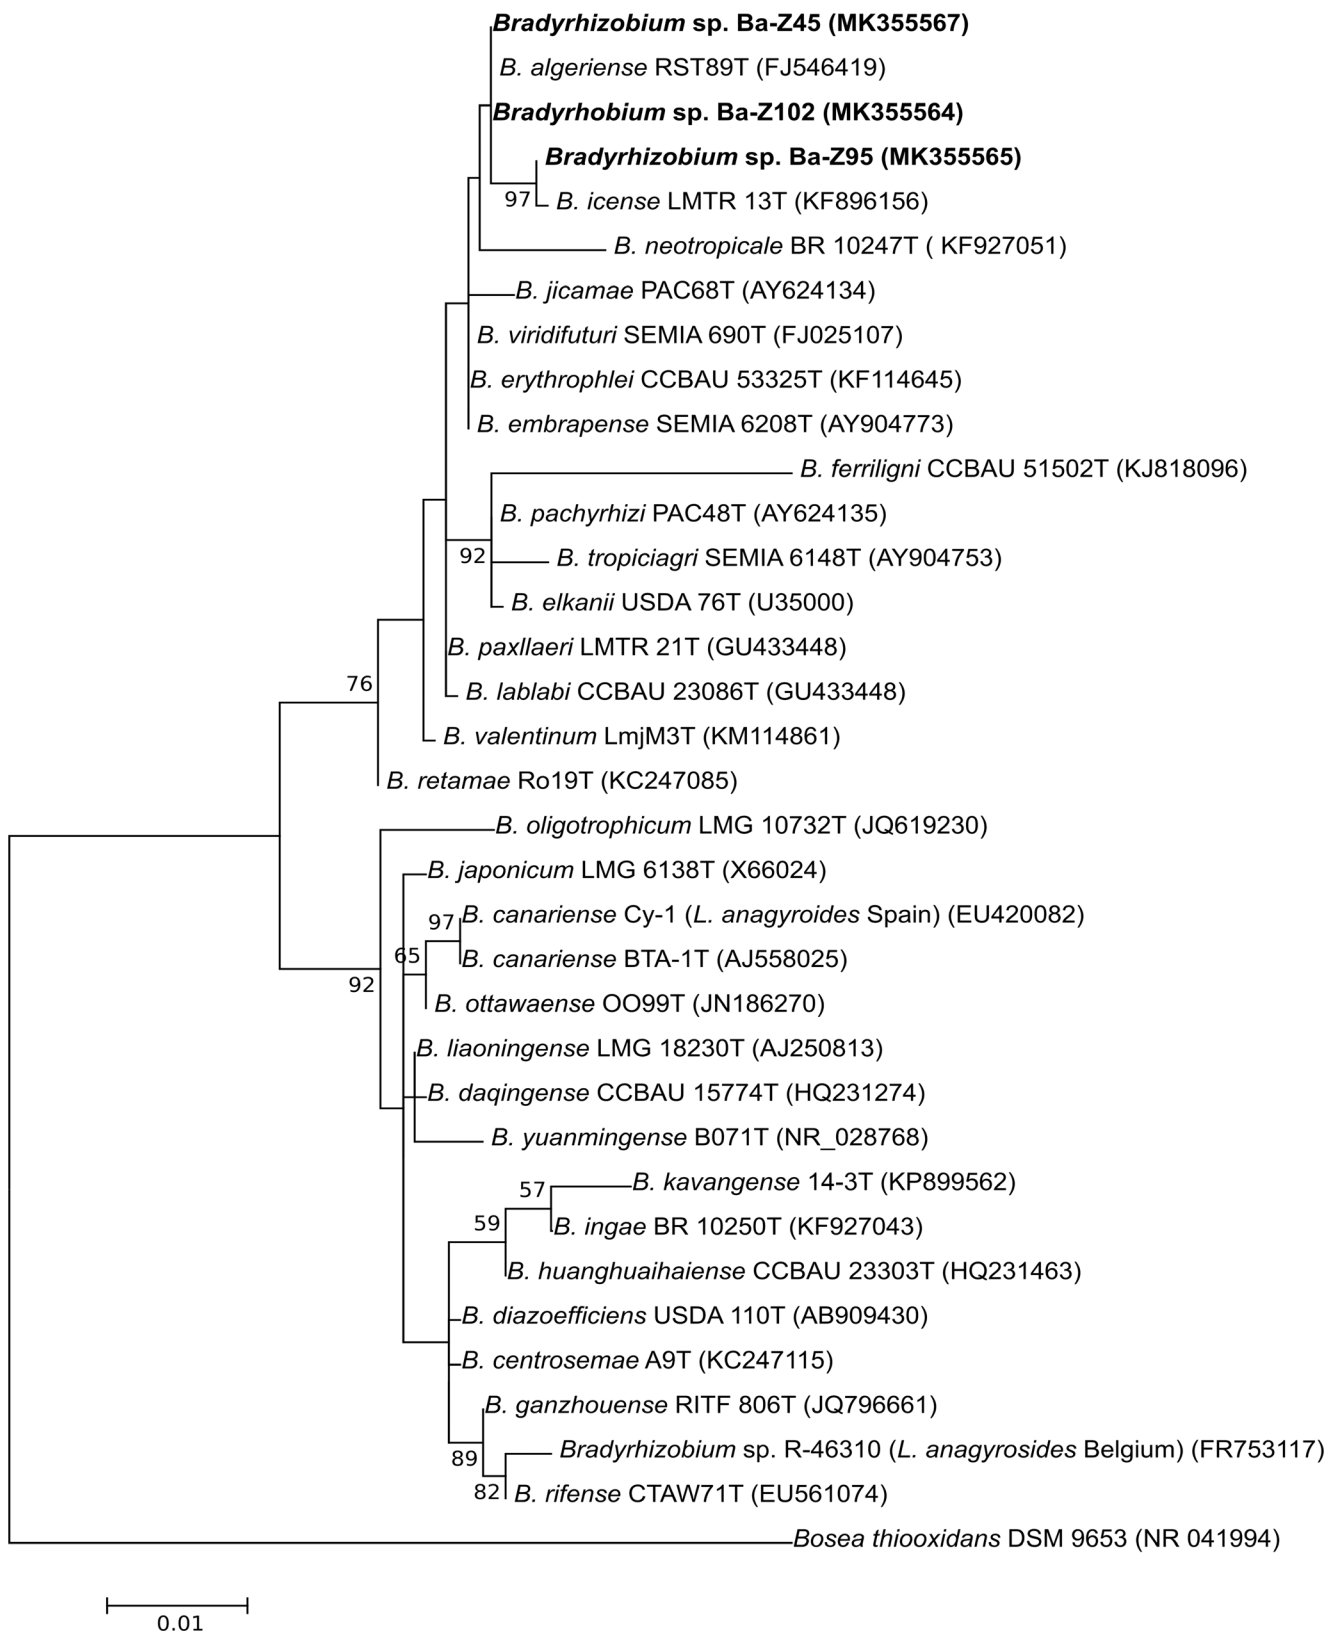 Bradyrhizobium sp. Ba-Z45 (MK355567)
B. algeriense RST89T (FJ546419)
Bradyrhobium sp. Ba-Z102 (MK355564)
Bradyrhizobium sp. Ba-Z95 (MK355565)
97
B. icense LMTR 13T (KF896156)
B. neotropicale BR 10247T ( KF927051)
B. jicamae PAC68T (AY624134)
B. viridifuturi SEMIA 690T (FJ025107)
B. erythrophlei CCBAU 53325T (KF114645)
B. embrapense SEMIA 6208T (AY904773)
B. ferriligni CCBAU 51502T (KJ818096)
B. pachyrhizi PAC48T (AY624135)
92
B. tropiciagri SEMIA 6148T (AY904753)
B. elkanii USDA 76T (U35000)
B. paxllaeri LMTR 21T (GU433448)
76
B. lablabi CCBAU 23086T (GU433448)
B. valentinum LmjM3T (KM114861)
B. retamae Ro19T (KC247085)
B. oligotrophicum LMG 10732T (JQ619230)
B. japonicum LMG 6138T (X66024)
97
B. canariense Cy-1 (L. anagyroides Spain) (EU420082)
65
B. canariense BTA-1T (AJ558025)
92
B. ottawaense OO99T (JN186270)
B. liaoningense LMG 18230T (AJ250813)
B. daqingense CCBAU 15774T (HQ231274)
B. yuanmingense B071T (NR_028768)
57
B. kavangense 14-3T (KP899562)
59
B. ingae BR 10250T (KF927043)
B. huanghuaihaiense CCBAU 23303T (HQ231463)
B. diazoefficiens USDA 110T (AB909430)
B. centrosemae A9T (KC247115)
B. ganzhouense RITF 806T (JQ796661)
89
Bradyrhizobium sp. R-46310 (L. anagyrosides Belgium) (FR753117)
82
B. rifense CTAW71T (EU561074)
Bosea thiooxidans DSM 9653 (NR 041994)
0.01